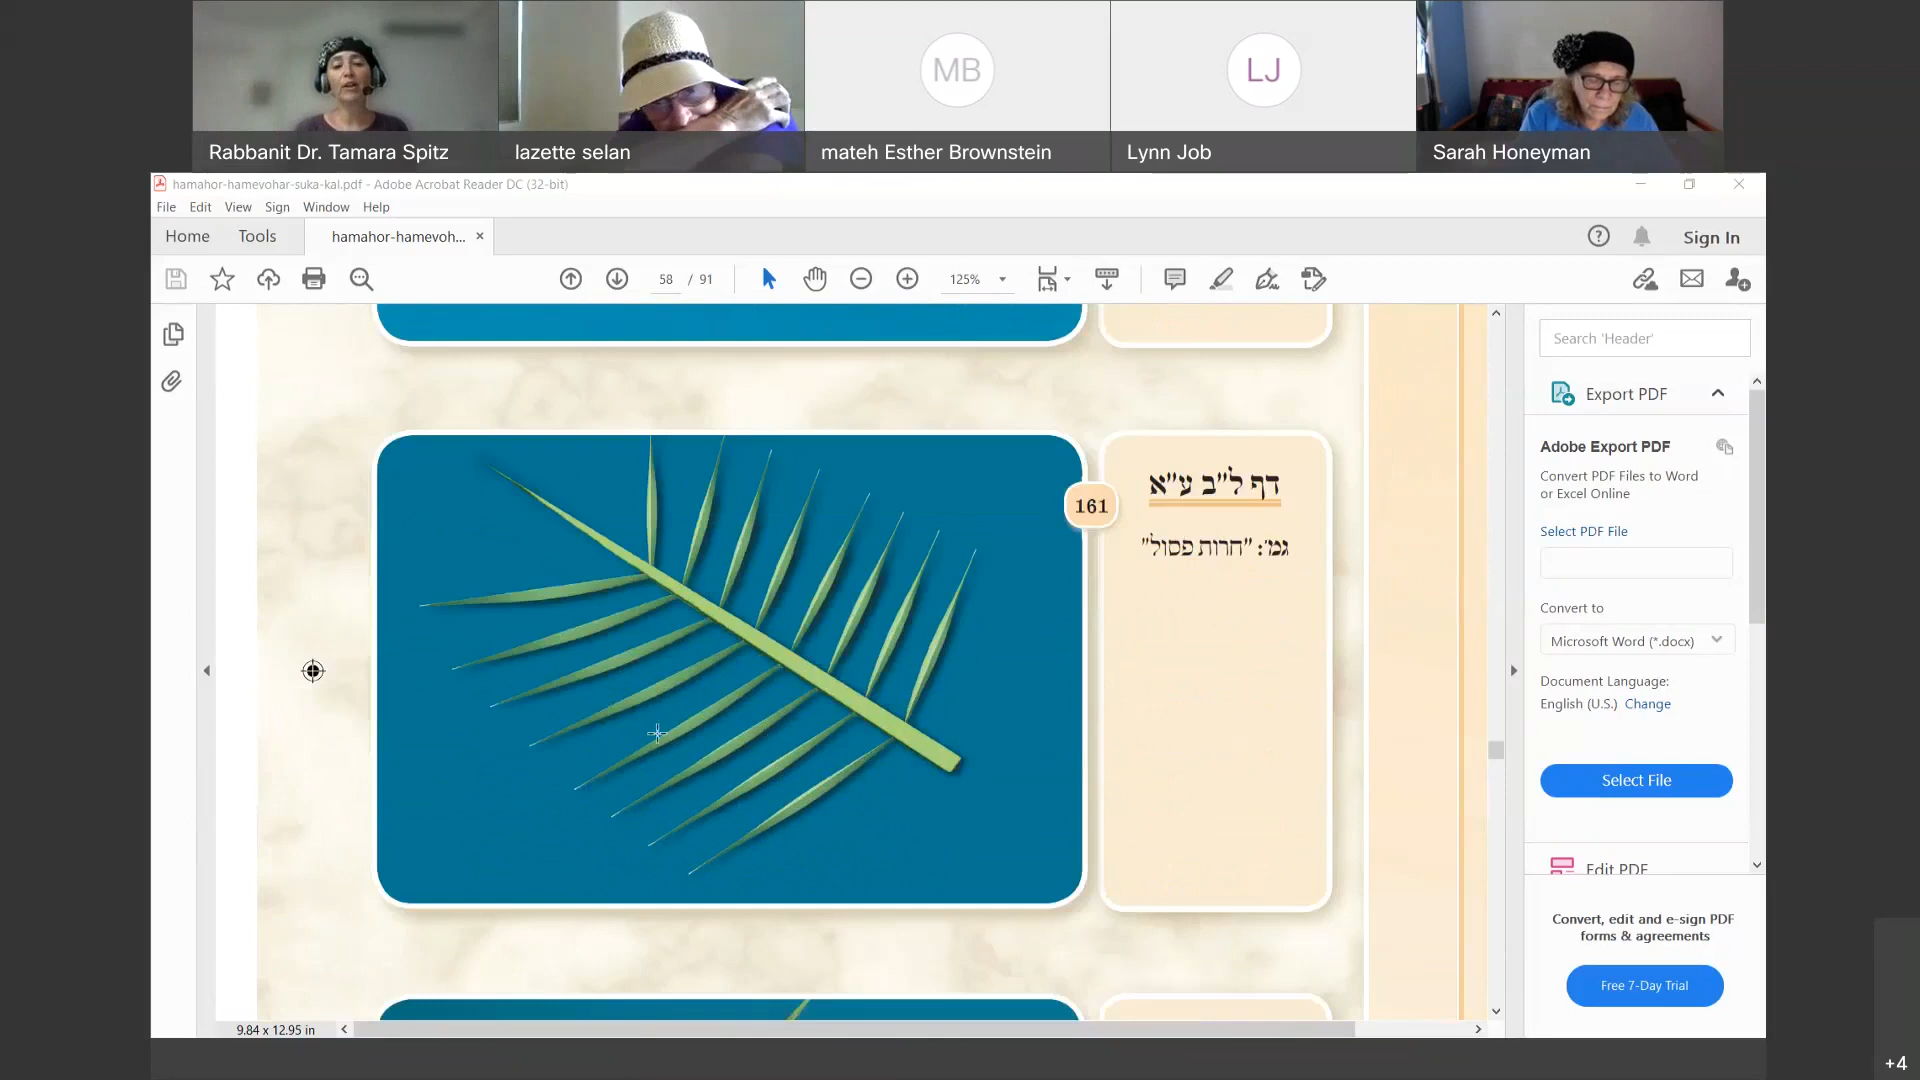 MB
LJ
Rabbanit Dr. Tamara Spitz
lazette selan
mateh Esther Brownstein
Lynn Job
Sarah Honeyman
hamahor-hamevohar-suka-kal.pdf - Adobe Acrobat Reader DC (32-bit)
File Edit View Sign Window Help
Home Tools hamahor-hamevoh... ×
Sign In
58 / 91
125%
Search 'Header'
Export PDF
Adobe Export PDF
Convert PDF Files to Word
or Excel Online
Select PDF File
Convert to
Microsoft Word (*.docx)
Document Language:
English (U.S.) Change
Select File
Edit PDF
Convert, edit and e-sign PDF
forms & agreements
Free 7-Day Trial
161
דף ל"ב ע"א
גמ': "חרות פסול"
9.84 x 12.95 in
+4